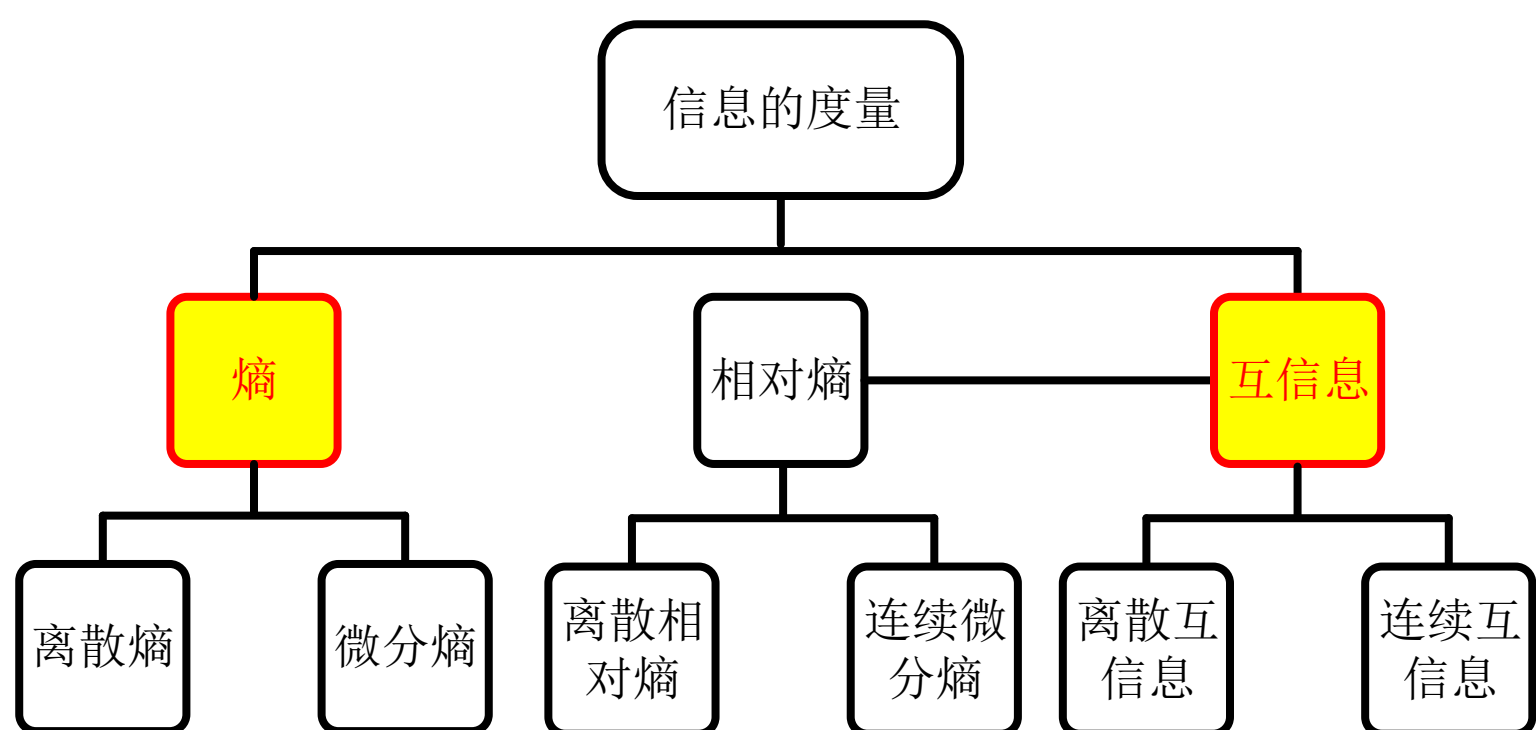 信息的度量
熵
相对熵
互信息
离散熵
微分熵
离散相
对熵
连续微
分熵
离散互
信息
连续互
信息